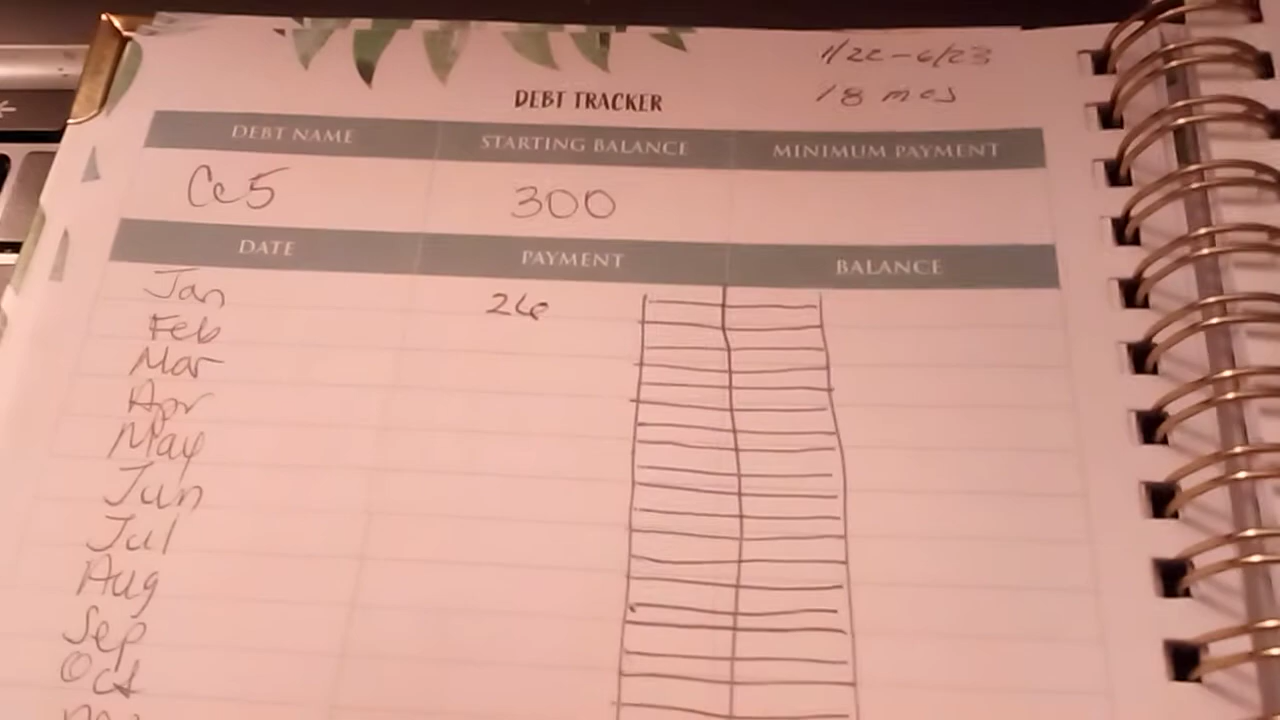 1/22-6/23
18 mos
DEBT TRACKER
DEBT NAME STARTING BALANCE MINIMUM PAYMENT
CC5 300
DATE PAYMENT BALANCE
Jan 26
Feb
Mar
Apr
May
Jun
Jul
Aug
Sep
Oct